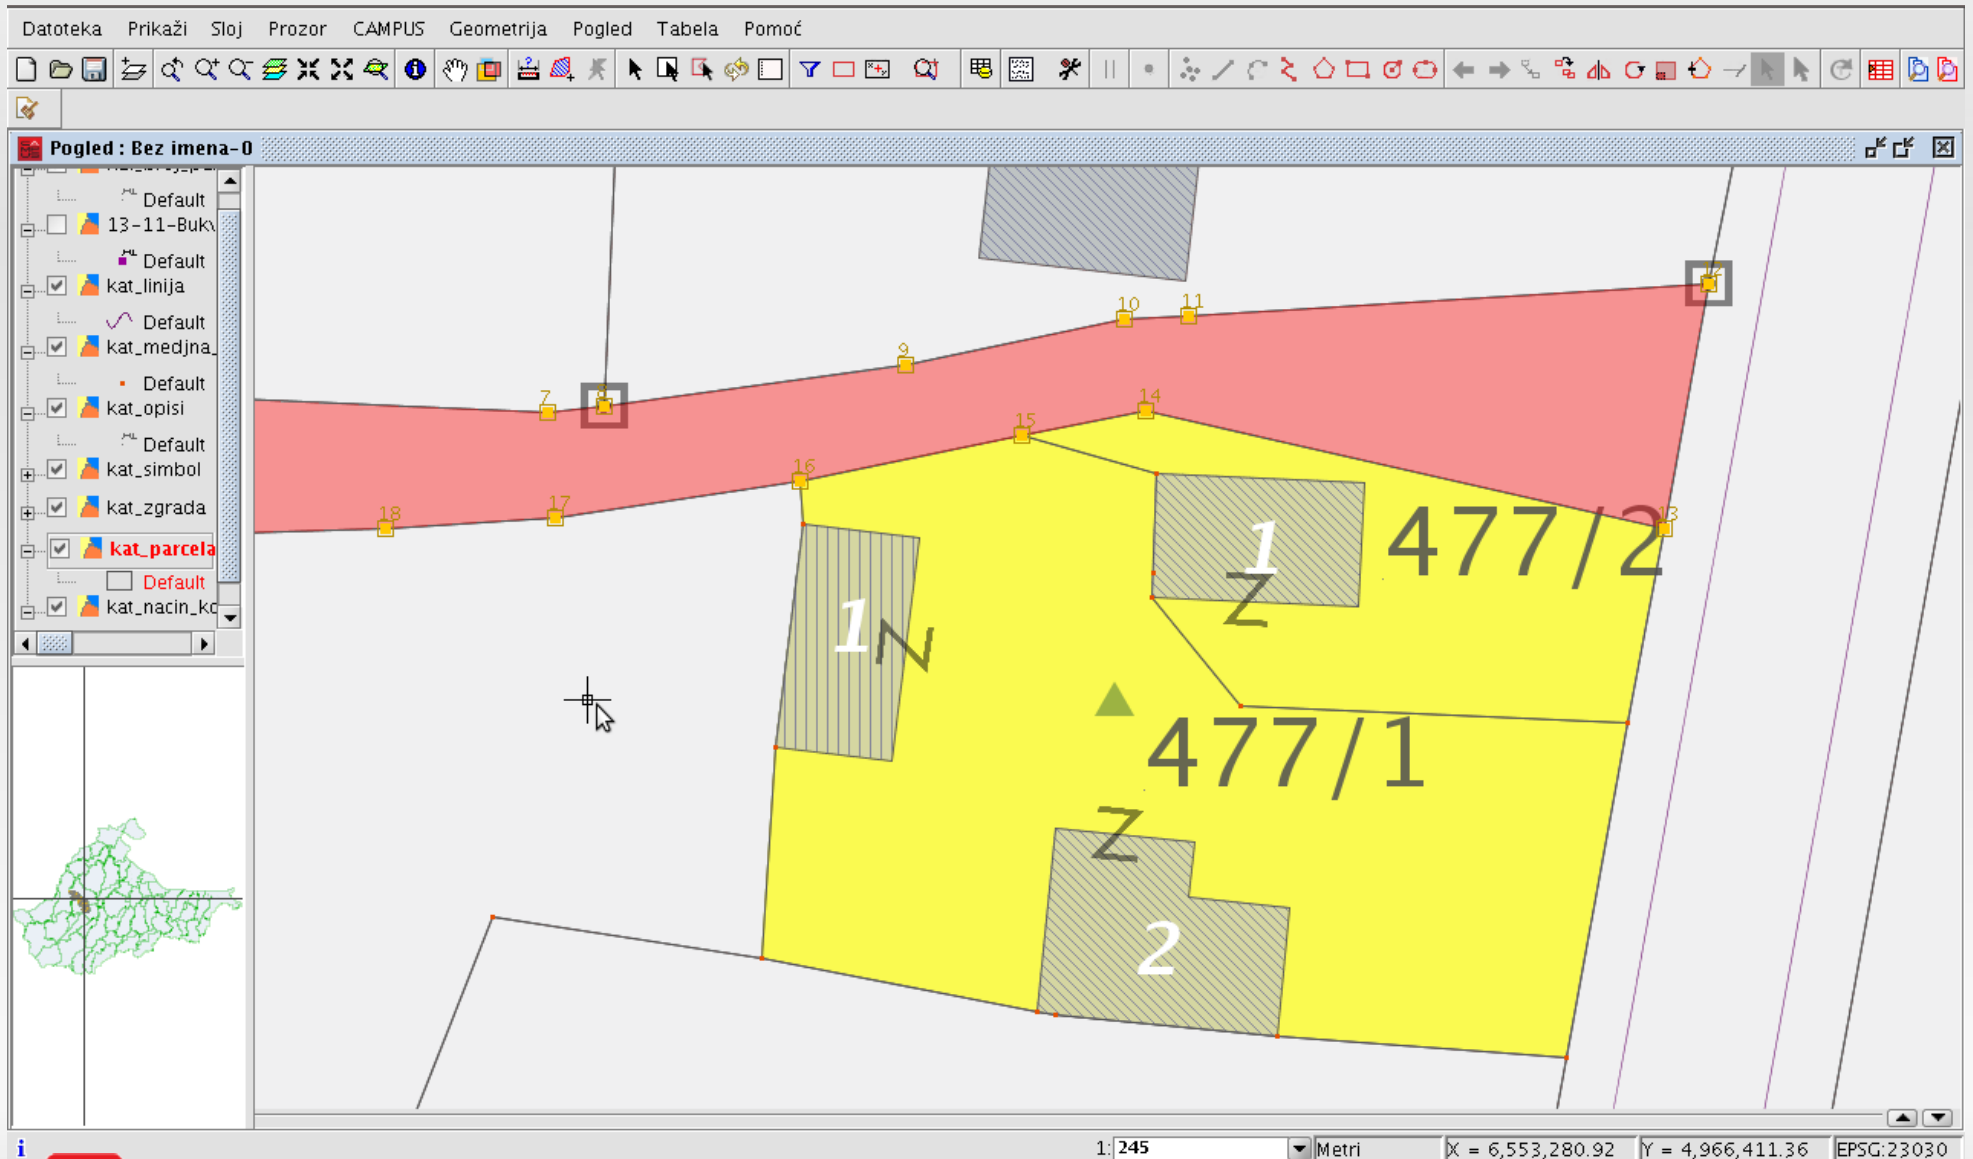 Datoteka Prikaži Sloj Prozor CAMPUS Geometrija Pogled Tabela Pomoć
Pogled : Bez imena-0
Default
13-11-Buk
Default
kat_linija
Default
kat_medjna_
Default
kat_opisi
Default
kat_simbol
kat_zgrada
kat_parcela
Default
kat_nacin_ko
12
10 11
9
7 8
14
15
16
17
18
13
477/2
1
Z
1
N
477/1
Z
2
1: 245 Metri X = 6,553,280.92 Y = 4,966,411.36 EPSG:23030